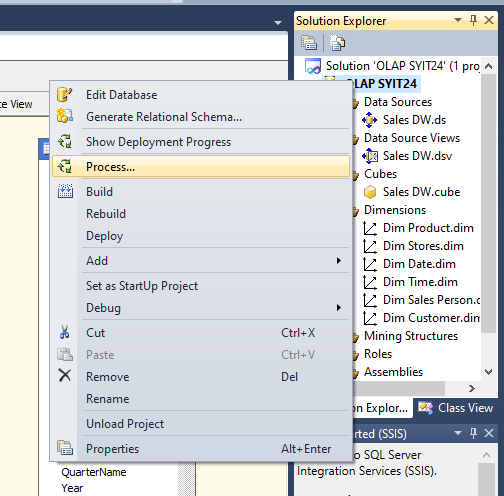 Solution Explorer
Solution 'OLAP SYIT24' (1 proj
OLAP SYIT24
Data Sources
Sales DW.ds
Data Source Views
Sales DW.dsv
Cubes
Sales DW.cube
Dimensions
Dim Product.dim
Dim Stores.dim
Dim Date.dim
Dim Time.dim
Dim Sales Person.d
Dim Customer.dim
Mining Structures
Roles
Assemblies
Explor...
Class View
(SSIS)
SQL Server
Integration Services (SSIS).
View
Edit Database
Generate Relational Schema...
Show Deployment Progress
Process...
Build
Rebuild
Deploy
Add
Set as StartUp Project
Debug
Cut Ctrl+X
Paste Ctrl+V
Remove Del
Rename
Unload Project
Properties Alt+Enter
QuarterName
Year